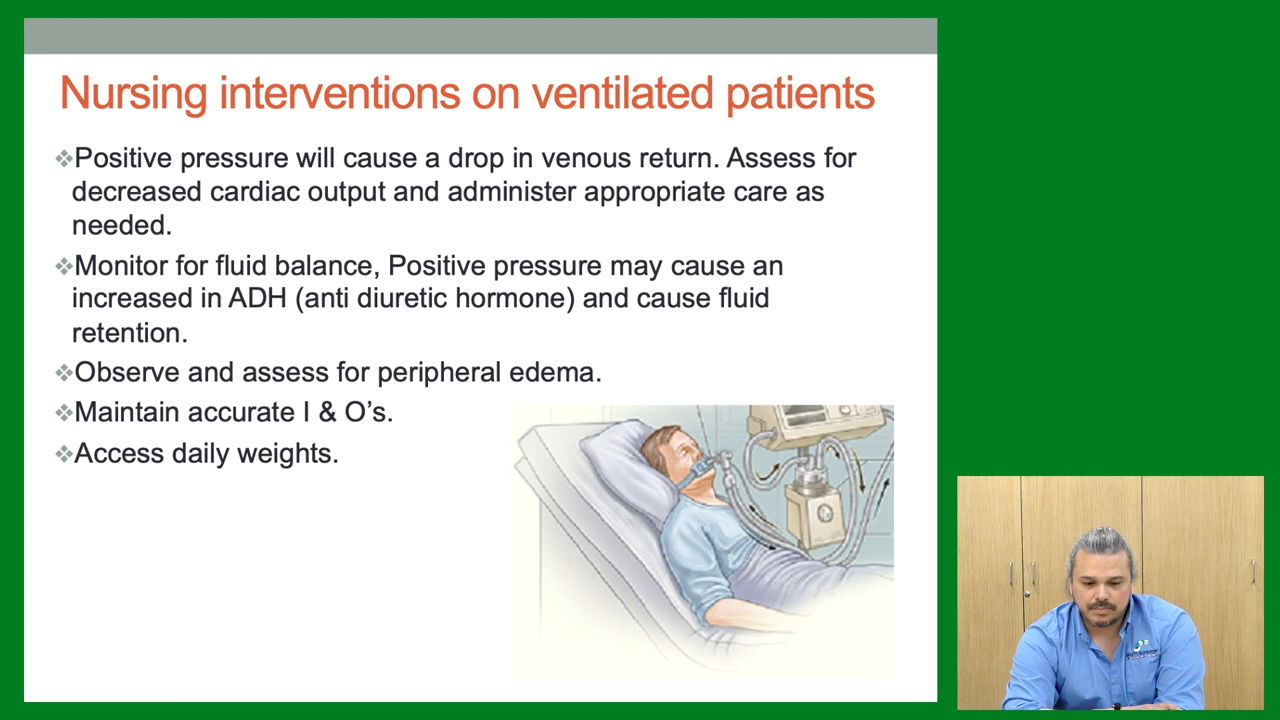 Nursing interventions on ventilated patients
❖Positive pressure will cause a drop in venous return. Assess for
decreased cardiac output and administer appropriate care as
needed.
❖Monitor for fluid balance, Positive pressure may cause an
increased in ADH (anti diuretic hormone) and cause fluid
retention.
❖Observe and assess for peripheral edema.
❖Maintain accurate I & O’s.
❖Access daily weights.